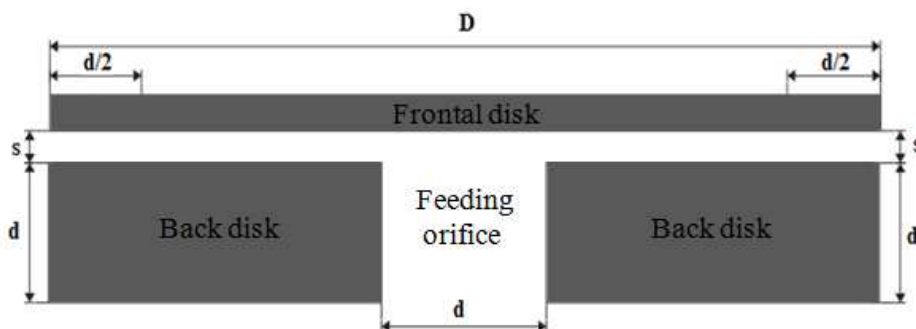 D
d/2
d/2
Frontal disk
s
s
Feeding
orifice
d
Back disk
Back disk
d
d